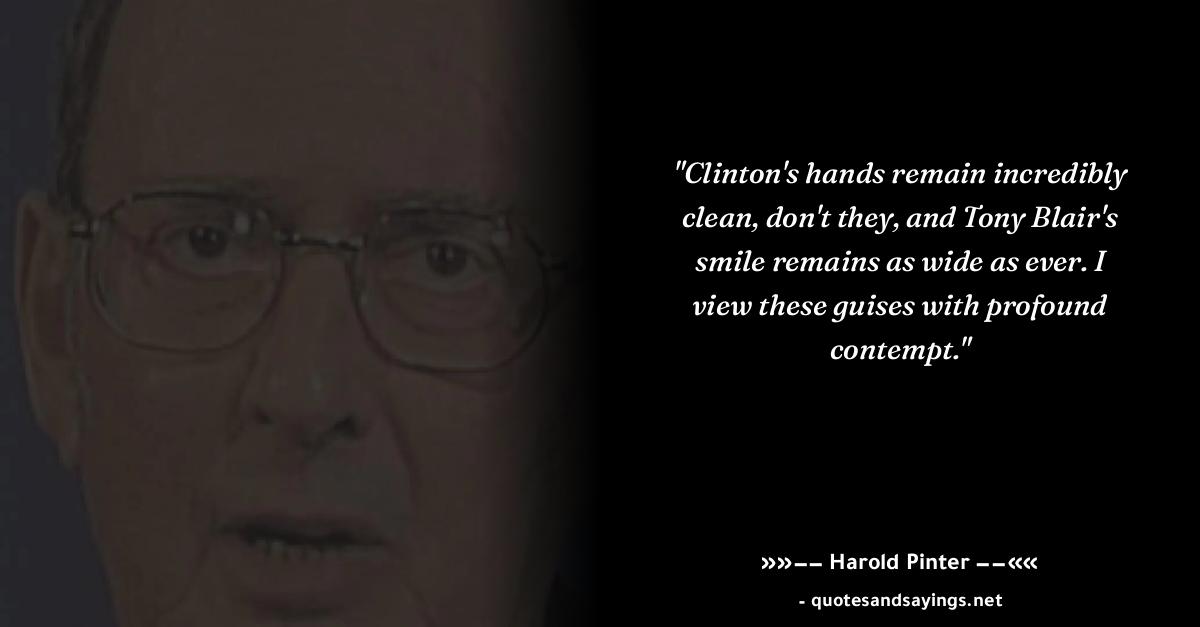 "Clinton's hands remain incredibly
clean, don't they, and Tony Blair's
smile remains as wide as ever. I
view these guises with profound
contempt."
»»−− Harold Pinter −−««
- quotesandsayings.net